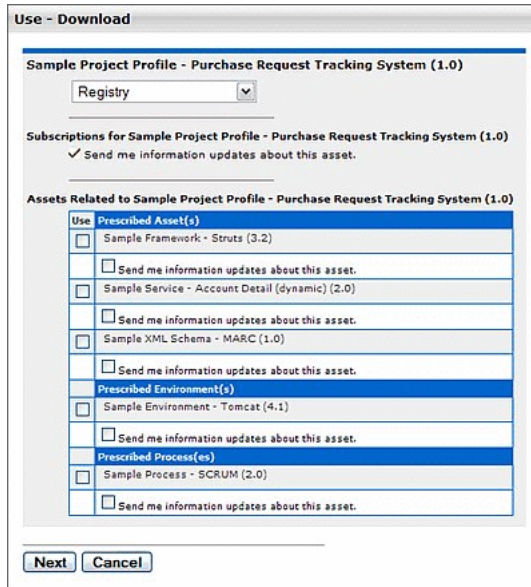 Use - Download
Sample Project Profile - Purchase Request Tracking System (1.0)
Registry
Subscriptions for Sample Project Profile - Purchase Request Tracking System (1.0)
Send me information updates about this asset.
Assets Related to Sample Project Profile - Purchase Request Tracking System (1.0)
Use Prescribed Asset(s)
Sample Framework - Struts (3.2)
Send me information updates about this asset.
Sample Service - Account Detail (dynamic) (2.0)
Send me information updates about this asset.
Sample XML Schema - MARC (1.0)
Send me information updates about this asset.
Prescribed Environment(s)
Sample Environment - Tomcat (4.1)
Send me information updates about this asset.
Prescribed Process(es)
Sample Process - SCRUM (2.0)
Send me information updates about this asset.
Next Cancel